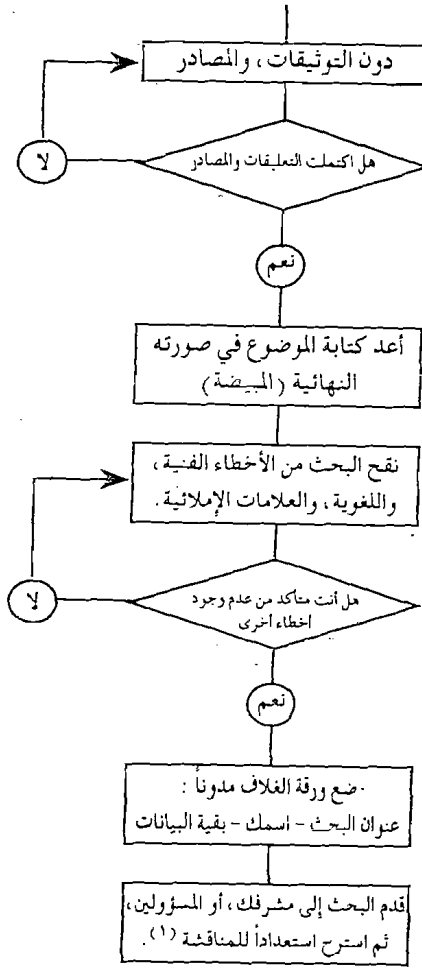 دون التوثيقات، والمصادر
هل اكتملت التعليقات والمصادر
لا
نعم
أعد كتابة الموضوع في صورته
النهائية (المبيضة)
نقح البحث من الأخطاء الفنية،
واللغوية، والعلامات الإملائية.
هل أنت متأكد من عدم وجود
اخطاء أخرى
لا
نعم
ضع ورقة الغلاف مدوناً :
عنوان البحث - اسمك - بقية البيانات
قدم البحث إلى مشرفك، أو المسؤولين،
ثم استرح استعداداً للمناقشة (١).